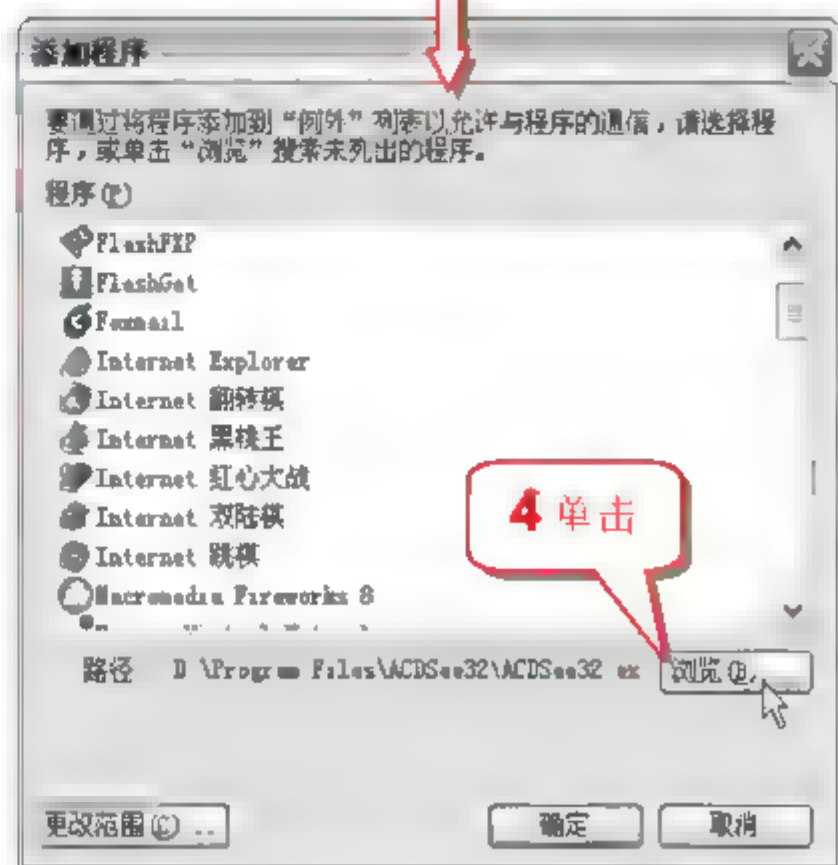 添加程序
要通过将程序添加到“例外”列表以允许与程序的通信，请选择程
序，或单击“浏览”搜索未列出的程序。
程序(P)
FlashFXP
FlashGet
Foxmail
Internet Explorer
Internet 翻转棋
Internet 黑桃王
Internet 红心大战
Internet 双陆棋
Internet 跳棋
Macromedia Fireworks 8
4 单击
路径 D \Program Files\ACDSee32\ACDSee32 ex 浏览(B)
更改范围(C) .. 确定 取消